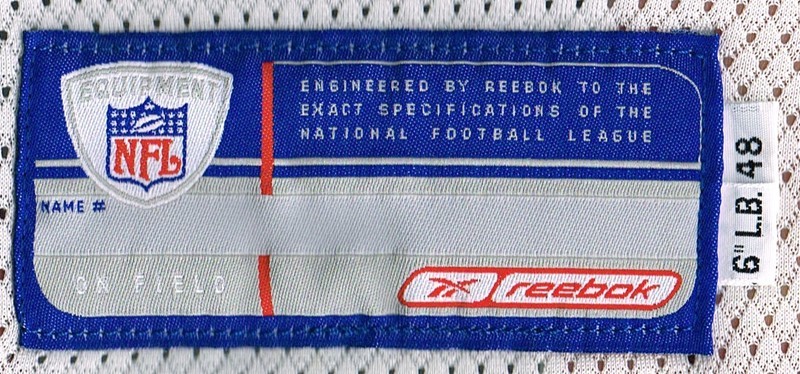 EQUIPMENT
NFL
ENGINEERED BY REEBOK TO THE
EXACT SPECIFICATIONS OF THE
NATIONAL FOOTBALL LEAGUE
NAME #
ON FIELD
reebok
6" L.B. 48